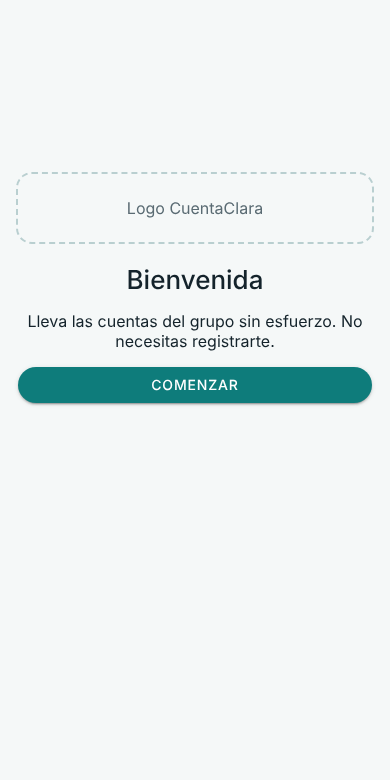 Logo CuentaClara
Bienvenida
Lleva las cuentas del grupo sin esfuerzo. No
necesitas registrarte.
COMENZAR